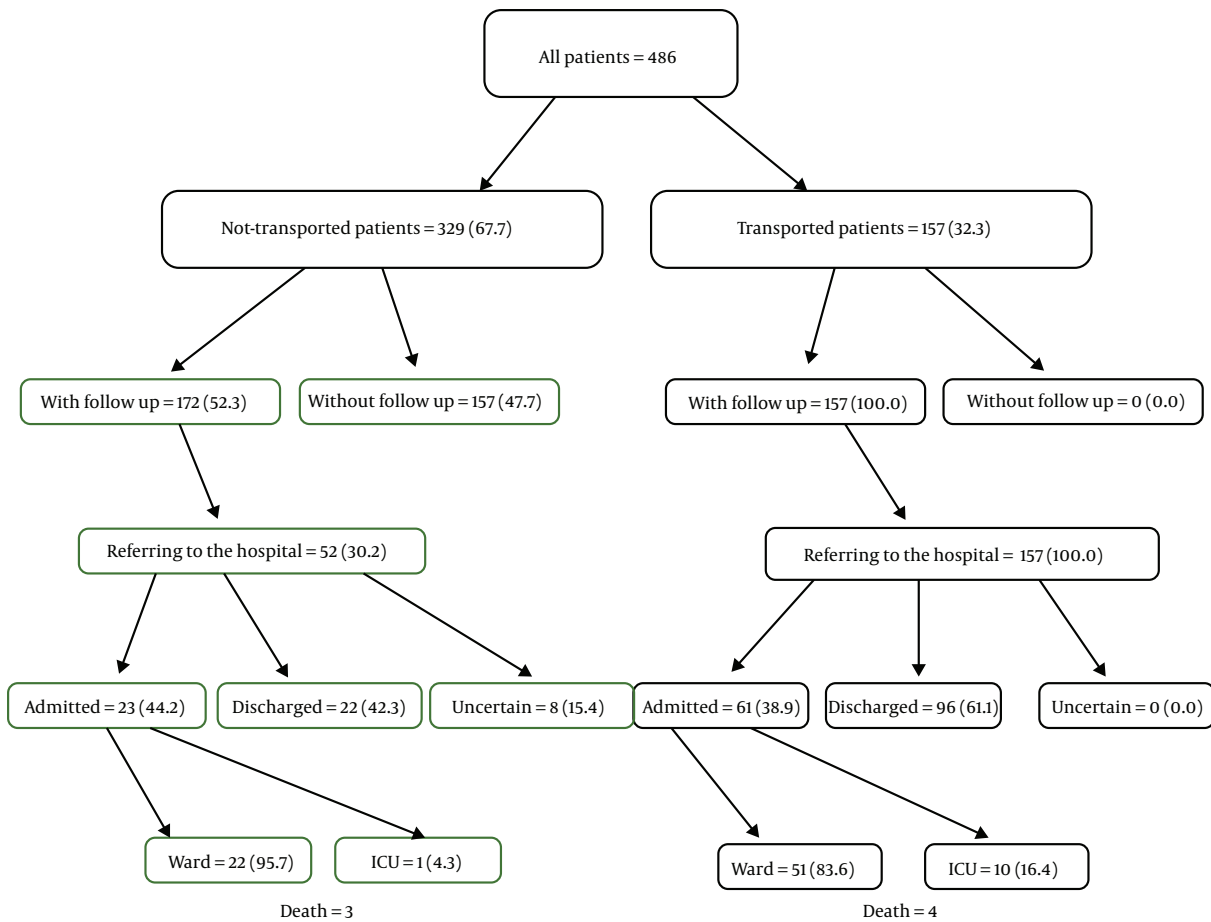 All patients = 486
Not-transported patients = 329 (67.7)
Transported patients = 157 (32.3)
With follow up = 172 (52.3)
Without follow up = 157 (47.7)
With follow up = 157 (100.0)
Without follow up = 0 (0.0)
Referring to the hospital = 52 (30.2)
Referring to the hospital = 157 (100.0)
Admitted = 23 (44.2)
Discharged = 22 (42.3)
Uncertain = 8 (15.4)
Admitted = 61 (38.9)
Discharged = 96 (61.1)
Uncertain = 0 (0.0)
Ward = 22 (95.7)
ICU = 1 (4.3)
Ward = 51 (83.6)
ICU = 10 (16.4)
Death = 3
Death = 4